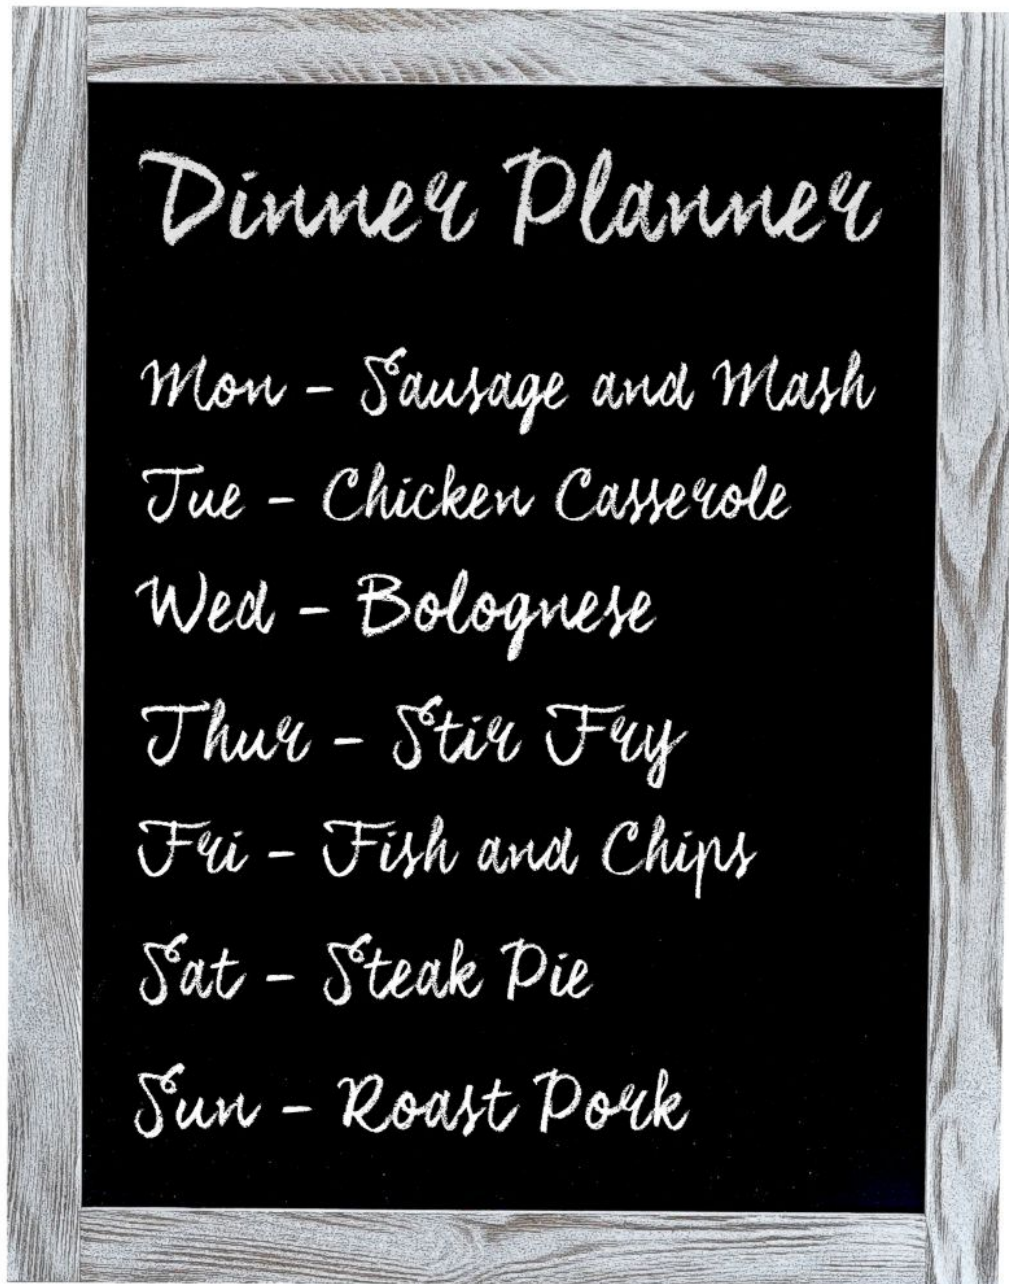 Dinner Planner
Mon - Sausage and Mash
Tue - Chicken Casserole
Wed - Bolognese
Thur - Stir Fry
Fri - Fish and Chips
Sat - Steak Pie
Sun - Roast Pork